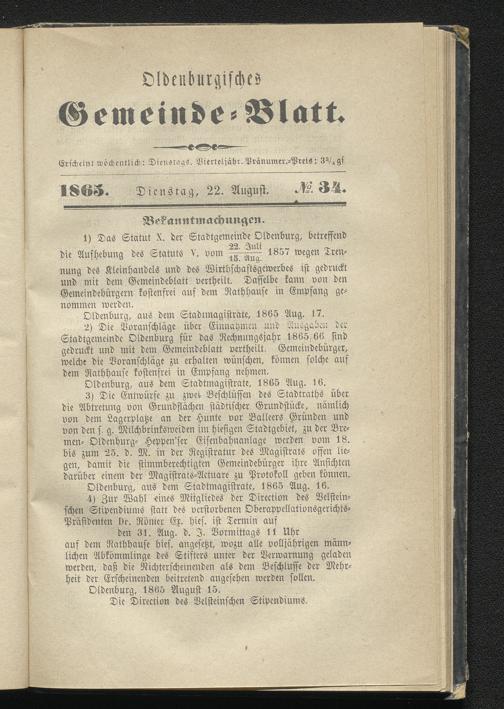 Oldenburgisches
Gemeinde-Blatt.
Erscheint wöchentlich: Dienstags. Vierteljähr. Pränumer.-Preis: 3¾ gſ
1865. Dienstag, 22. August. № 34.
Bekanntmachungen.
1) Das Statut X. der Stadtgemeinde Oldenburg, betreffend
die Aufhebung des Statuts V. vom 22. Juli / 15. Aug. 1857 wegen Tren-
nung des Kleinhandels und des Wirthschaftsgewerbes ist gedruckt
und mit dem Gemeindeblatt vertheilt. Dasselbe kann von den
Gemeindebürgern kostenfrei auf dem Rathhause in Empfang ge-
nommen werden.
Oldenburg, aus dem Stadtmagistrate, 1865 Aug. 17.
2) Die Voranschläge über Einnahmen und Ausgaben der
Stadtgemeinde Oldenburg für das Rechnungsjahr 1865/66 sind
gedruckt und mit dem Gemeindeblatt vertheilt. Gemeindebürger,
welche die Voranschläge zu erhalten wünschen, können solche auf
dem Rathhause kostenfrei in Empfang nehmen.
Oldenburg, aus dem Stadtmagistrate, 1865 Aug. 16.
3) Die Entwürfe zu zwei Beschlüssen des Stadtraths über
die Abtretung von Grundflächen städtischer Grundstücke, nämlich
von dem Lagerplatze an der Hunte vor Balleers Gründen und
von den s. g. Milchbrinksweiden im hiesigen Stadtgebiet, zu der Bre-
men-Oldenburg-Heppen'ser Eisenbahnanlage werden vom 18.
bis zum 25. d. M. in der Registratur des Magistrats offen lie-
gen, damit die stimmberechtigten Gemeindebürger ihre Ansichten
darüber einem der Magistrats-Actuare zu Protokoll geben können.
Oldenburg, aus dem Stadtmagistrate, 1865 Aug. 16.
4) Zur Wahl eines Mitgliedes der Direction des Velstein-
schen Stipendiums statt des verstorbenen Oberappellationsgerichts-
Präsidenten Dr. Römer Ex. hies. ist Termin auf
den 31. Aug. d. J. Vormittags 11 Uhr
auf dem Rathhause hies. angesetzt, wozu alle volljährigen männ-
lichen Abkömmlinge des Stifters unter der Verwarnung geladen
werden, daß die Nichterscheinenden als dem Beschlusse der Mehr-
heit der Erscheinenden beitretend angesehen werden sollen.
Oldenburg, 1865 August 15.
Die Direction des Velsteinschen Stipendiums.